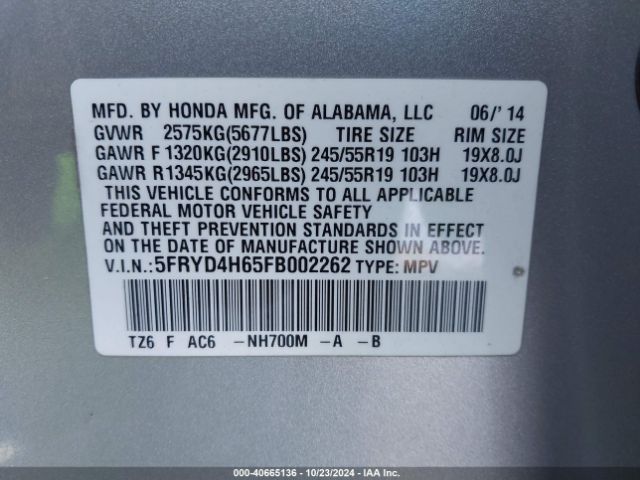 MFD. BY HONDA MFG. OF ALABAMA, LLC 06/'14
GVWR 2575KG(5677LBS) TIRE SIZE RIM SIZE
GAWR F 1320KG(2910LBS) 245/55R19 103H 19X8.0J
GAWR R 1345KG(2965LBS) 245/55R19 103H 19X8.0J
THIS VEHICLE CONFORMS TO ALL APPLICABLE
FEDERAL MOTOR VEHICLE SAFETY
AND THEFT PREVENTION STANDARDS IN EFFECT
ON THE DATE OF MANUFACTURE SHOWN ABOVE.
V.I.N.: 5FRYD4H65FB002262 TYPE: MPV
TZ6 F AC6 -NH700M -A -B
000-40665136 - 10/23/2024 - IAA Inc.